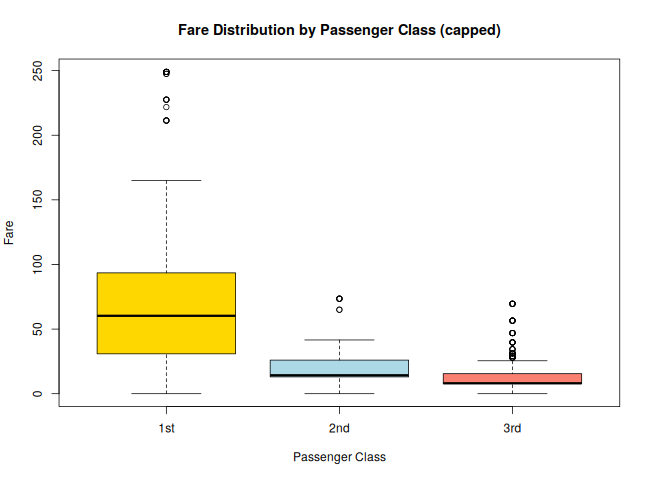 Fare Distribution by Passenger Class (capped)
250
200
150
100
50
0
Fare
1st 2nd 3rd
Passenger Class